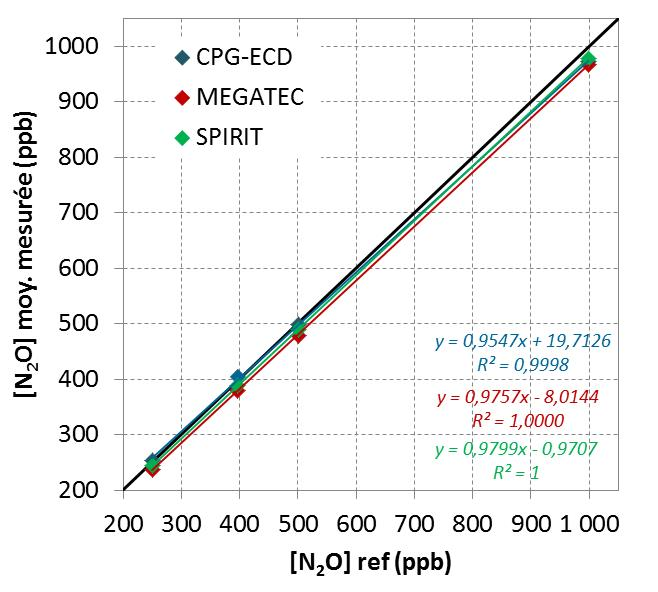 1000
900
800
700
600
500
400
300
200
[N₂O] moy. mesurée (ppb)
CPG-ECD
MEGATEC
SPIRIT
y = 0,9547x + 19,7126
R² = 0,9998
y = 0,9757x - 8,0144
R² = 1,0000
y = 0,9799x - 0,9707
R² = 1
200 300 400 500 600 700 800 900 1 000
[N₂O] ref (ppb)